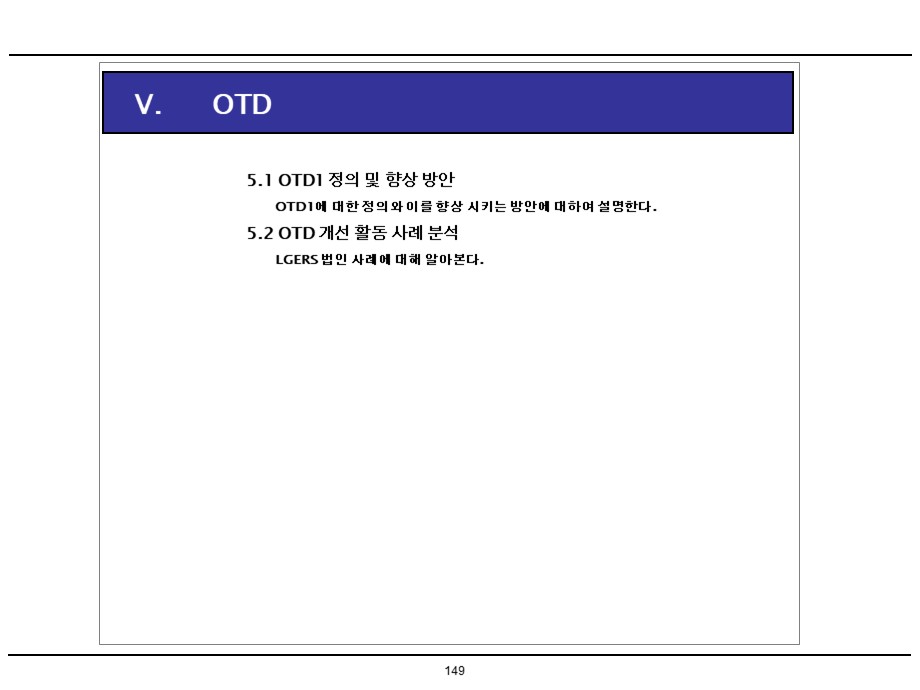 V. OTD
5.1 OTD1 정의 및 향상 방안
OTD1에 대한 정의 와 이를 향상 시키는 방안에 대하여 설명한다.
5.2 OTD 개선 활동 사례 분석
LGERS 법인 사례에 대해 알아본다.
149